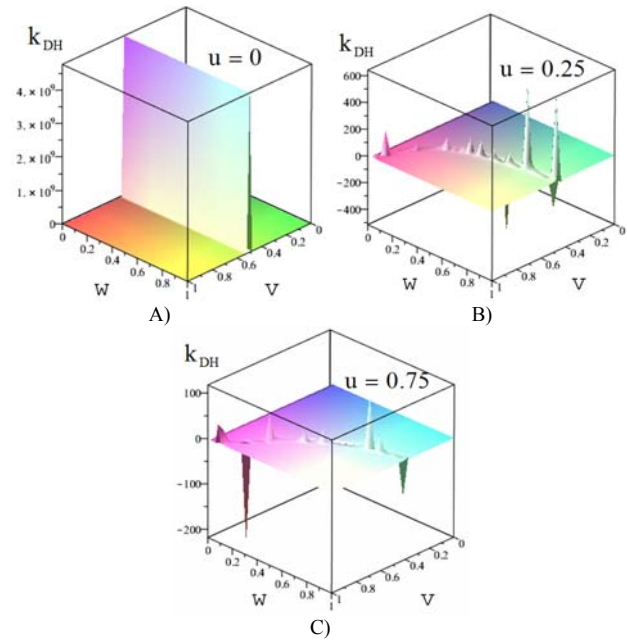 k_DH
u = 0
4. × 10⁹
3. × 10⁹
2. × 10⁹
1. × 10⁹
0
0 0.2 0.4 0.6 0.8 1
W
1 0.8 0.6 0.4 0.2 0
V
A)
k_DH
u = 0.25
600
400
200
0
-200
-400
0 0.2 0.4 0.6 0.8 1
W
1 0.8 0.6 0.4 0.2 0
V
B)
k_DH
u = 0.75
100
0
-100
-200
0 0.2 0.4 0.6 0.8 1
W
1 0.8 0.6 0.4 0.2 0
V
C)